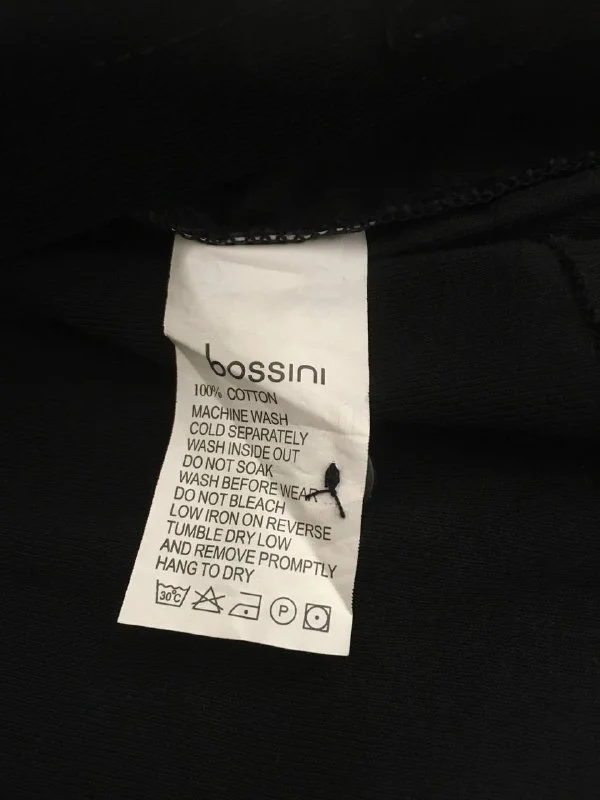 bossini
100% COTTON
MACHINE WASH
COLD SEPARATELY
WASH INSIDE OUT
DO NOT SOAK
WASH BEFORE WEAR
DO NOT BLEACH
LOW IRON ON REVERSE
TUMBLE DRY LOW
AND REMOVE PROMPTLY
HANG TO DRY
30°C P